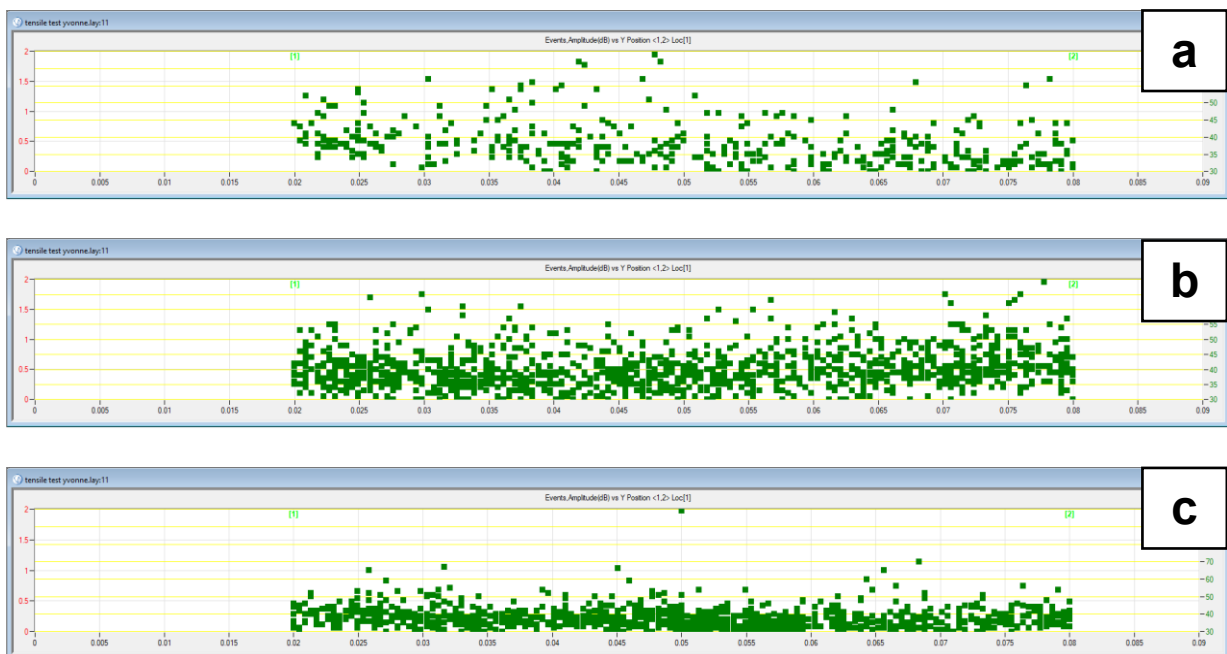 tensile test yvonne.lay:11
a
Events,Amplitude(dB) vs Y Position <1,2> Loc[1]
2 [1] [2]
1.5
1 50
45
0.5 40
35
0 30
0 0.005 0.01 0.015 0.02 0.025 0.03 0.035 0.04 0.045 0.05 0.055 0.06 0.065 0.07 0.075 0.08 0.085 0.09
tensile test yvonne.lay:11
b
Events,Amplitude(dB) vs Y Position <1,2> Loc[1]
2 [1] [2]
1.5
55
1 50
45
0.5 40
35
0 30
0 0.005 0.01 0.015 0.02 0.025 0.03 0.035 0.04 0.045 0.05 0.055 0.06 0.065 0.07 0.075 0.08 0.085 0.09
tensile test yvonne.lay:11
c
Events,Amplitude(dB) vs Y Position <1,2> Loc[1]
2 [1] [2]
1.5
70
1 60
50
0.5 40
0 30
0 0.005 0.01 0.015 0.02 0.025 0.03 0.035 0.04 0.045 0.05 0.055 0.06 0.065 0.07 0.075 0.08 0.085 0.09